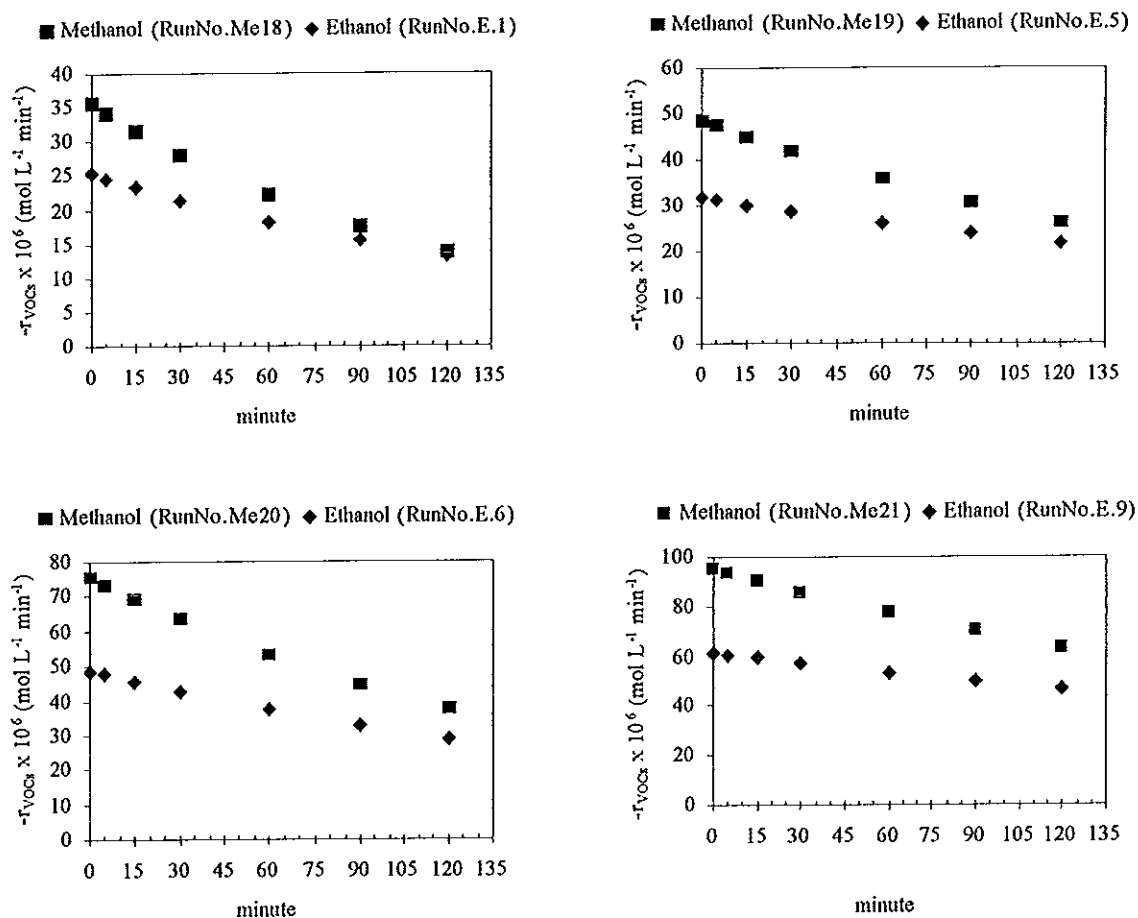 ■ Methanol (RunNo.Me18) ◆ Ethanol (RunNo.E.1)
-rVOCs x 10⁶ (mol L⁻¹ min⁻¹)
40
35
30
25
20
15
10
5
0
0 15 30 45 60 75 90 105 120 135
minute
■ Methanol (RunNo.Me19) ◆ Ethanol (RunNo.E.5)
-rVOCs x 10⁶ (mol L⁻¹ min⁻¹)
60
50
40
30
20
10
0
0 15 30 45 60 75 90 105 120 135
minute
■ Methanol (RunNo.Me20) ◆ Ethanol (RunNo.E.6)
-rVOCs x 10⁶ (mol L⁻¹ min⁻¹)
80
70
60
50
40
30
20
10
0
0 15 30 45 60 75 90 105 120 135
minute
■ Methanol (RunNo.Me21) ◆ Ethanol (RunNo.E.9)
-rVOCs x 10⁶ (mol L⁻¹ min⁻¹)
100
80
60
40
20
0
0 15 30 45 60 75 90 105 120 135
minute